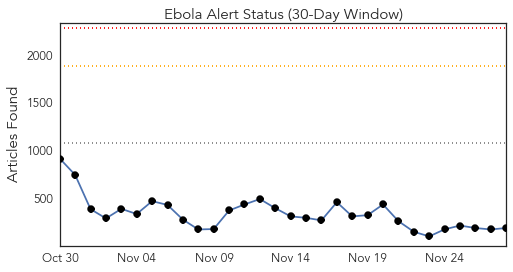 Ebola Alert Status (30-Day Window)
Articles Found
2000
1500
1000
500
Oct 30 Nov 04 Nov 09 Nov 14 Nov 19 Nov 24